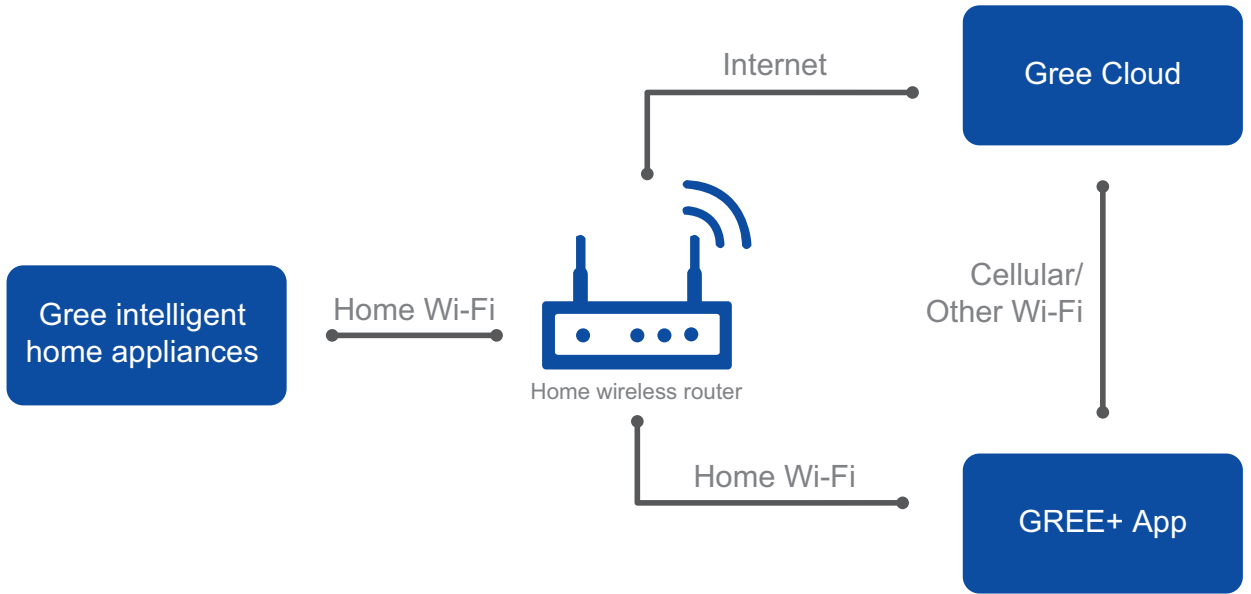 Internet
Gree Cloud
Gree intelligent
home appliances
Home Wi-Fi
Home wireless router
Cellular/
Other Wi-Fi
Home Wi-Fi
GREE+ App